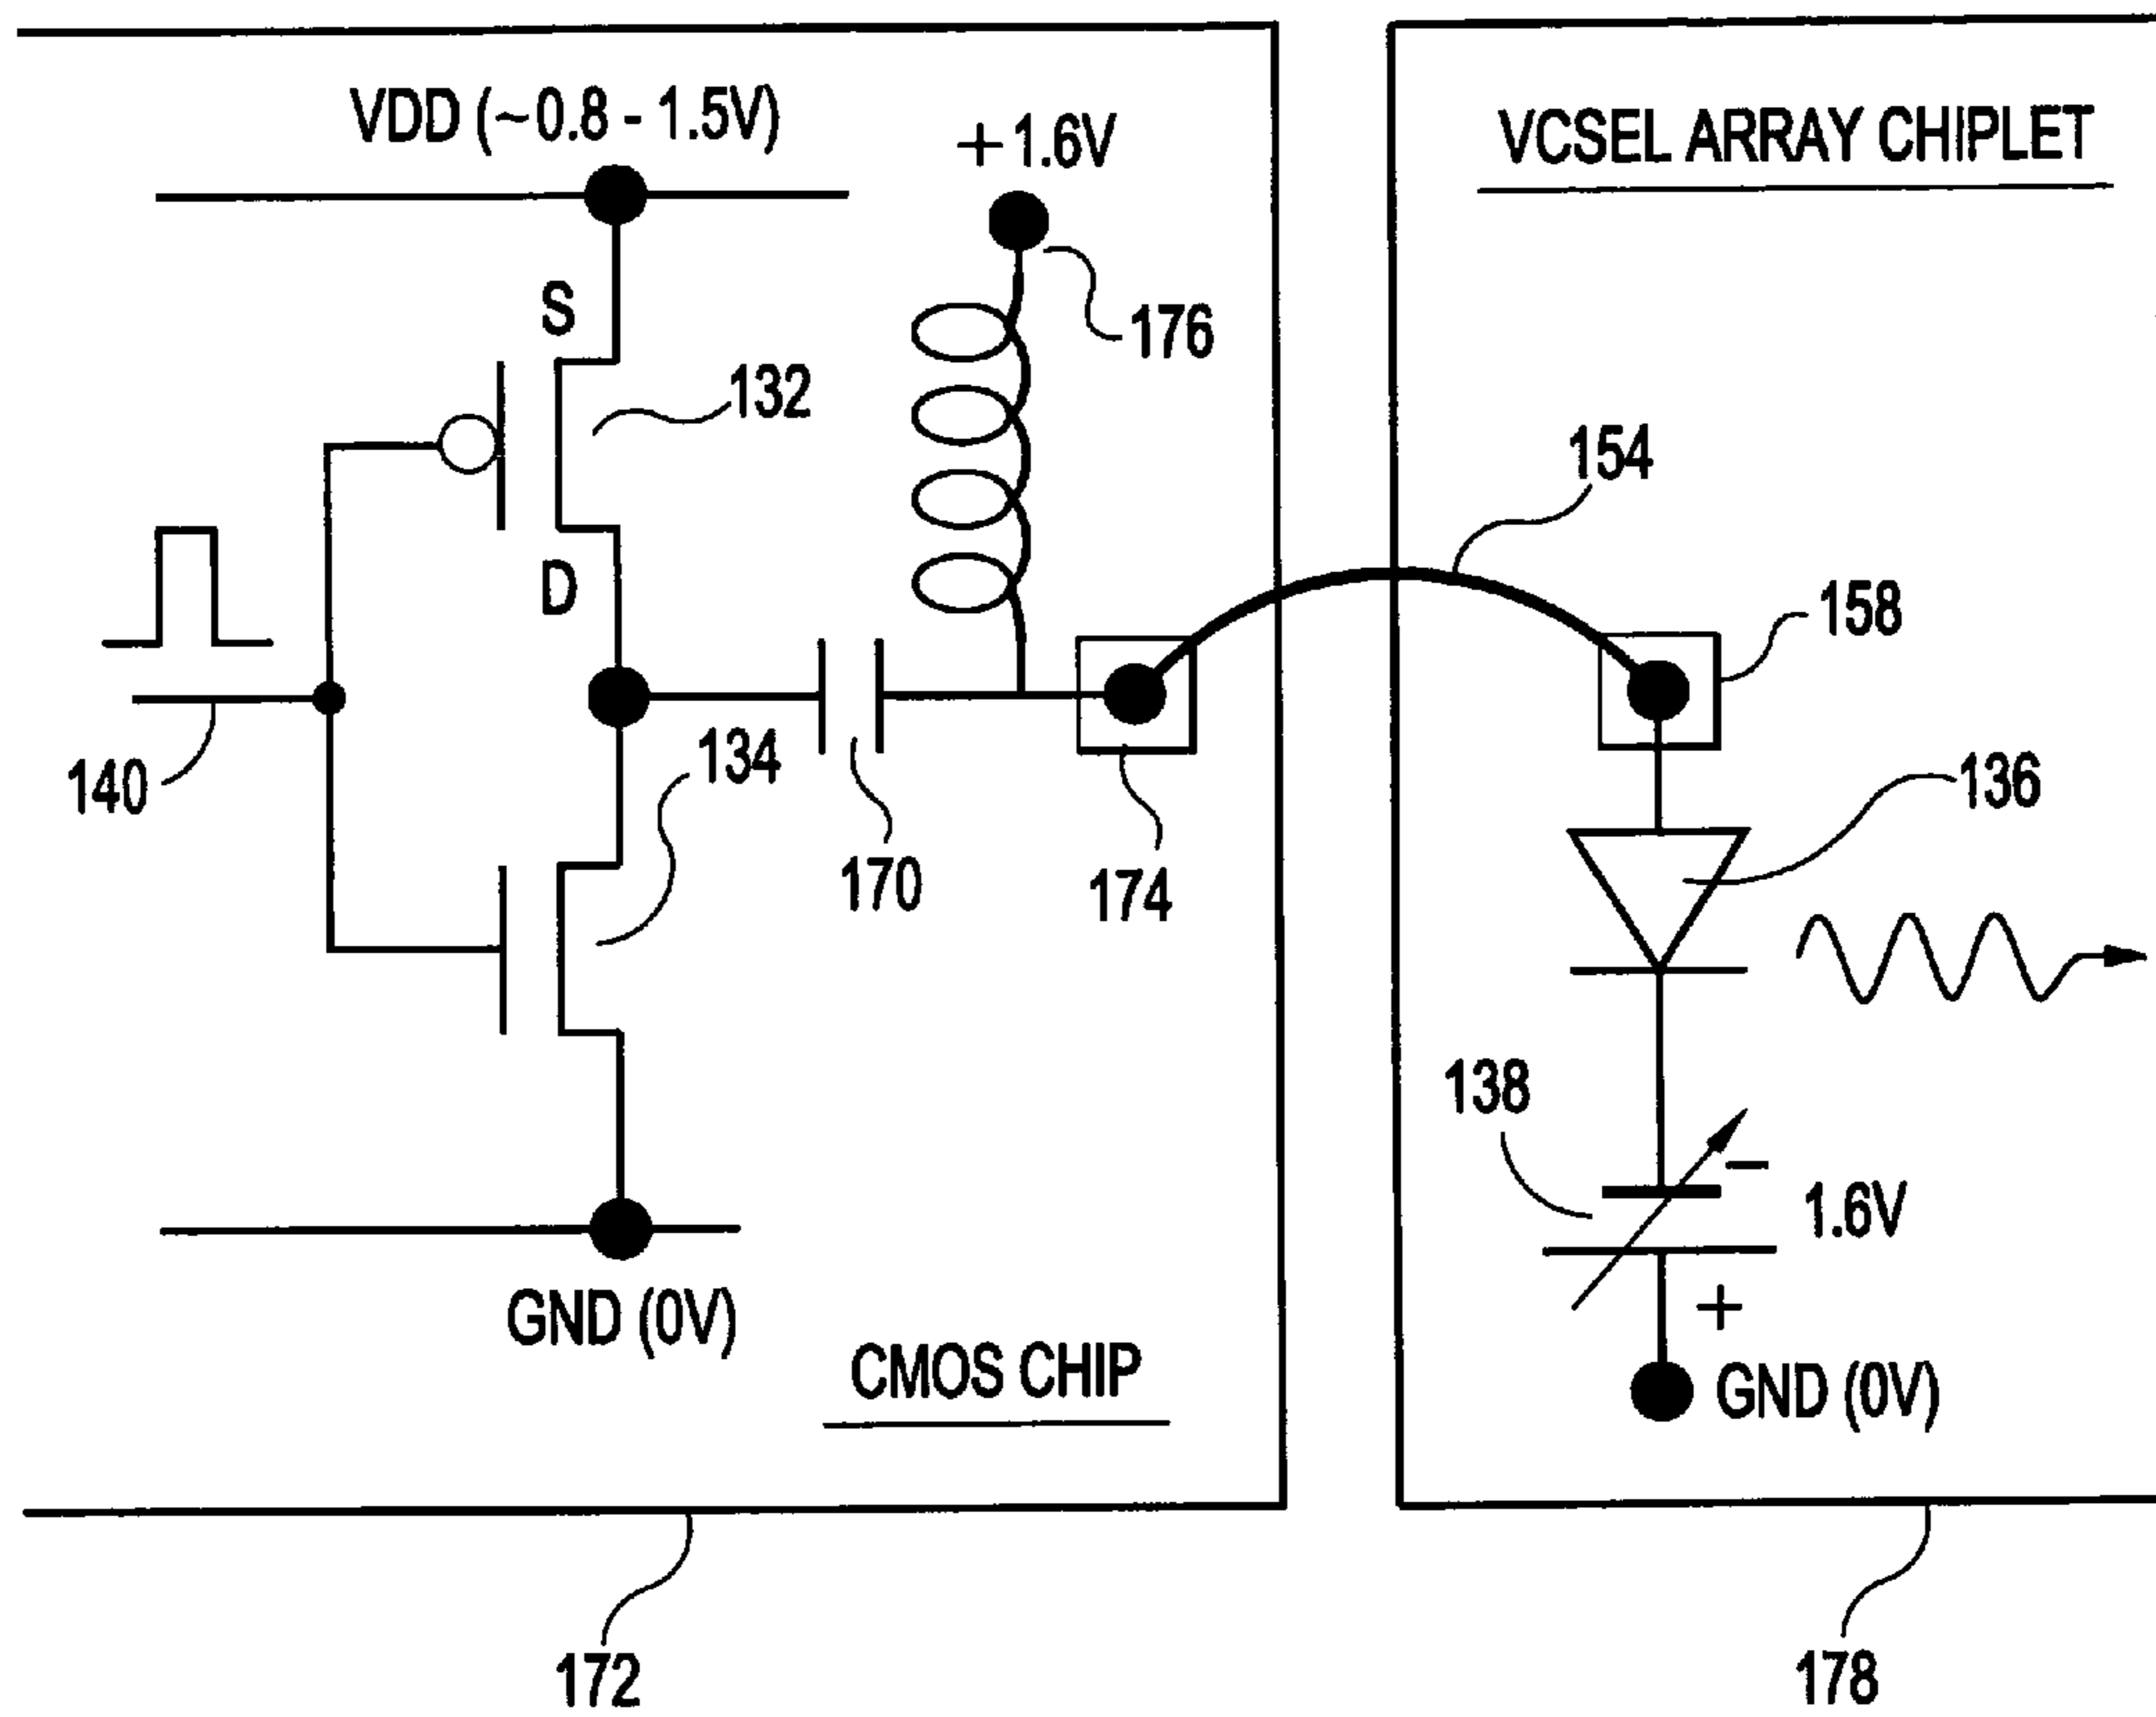 VDD (~0.8 - 1.5V)
+1.6V
VCSEL ARRAY CHIPLET
S
176
132
154
D
158
140
134
170
174
136
138
-
1.6V
+
GND (0V)
GND (0V)
CMOS CHIP
172
178